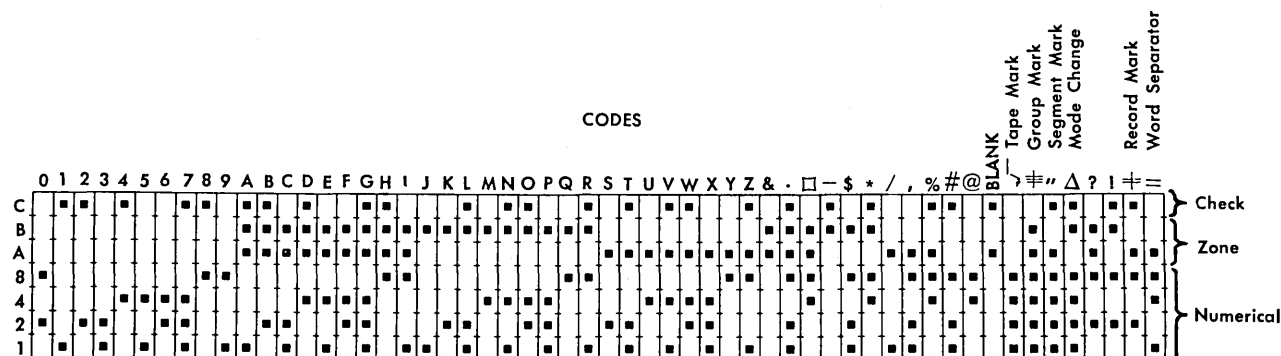 CODES
Tape Mark
Group Mark
Segment Mark
Mode Change
Record Mark
Word Separator
BLANK
0 1 2 3 4 5 6 7 8 9 A B C D E F G H I J K L M N O P Q R S T U V W X Y Z & · ⌑ – $ * / , % # @ ⧻ " Δ ? ! ǂ =
C
B
A
8
4
2
1
Check
Zone
Numerical